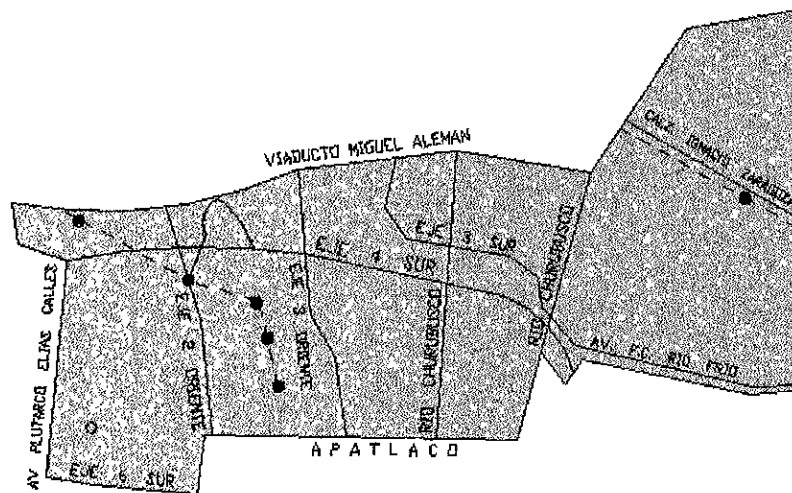 VIADUCTO MIGUEL ALEMAN
CALZ IGNACIO ZARAGOZA
EJE 3 SUR
EJE 4 SUR
RIO CHURUBUSCO
AV PLUTARCO ELIAS CALLES
EJE 2 ORIENTE
EJE 3 ORIENTE
RIO CHURUBUSCO
AV. F.C. RIO FRIO
APATLACO
EJE 6 SUR